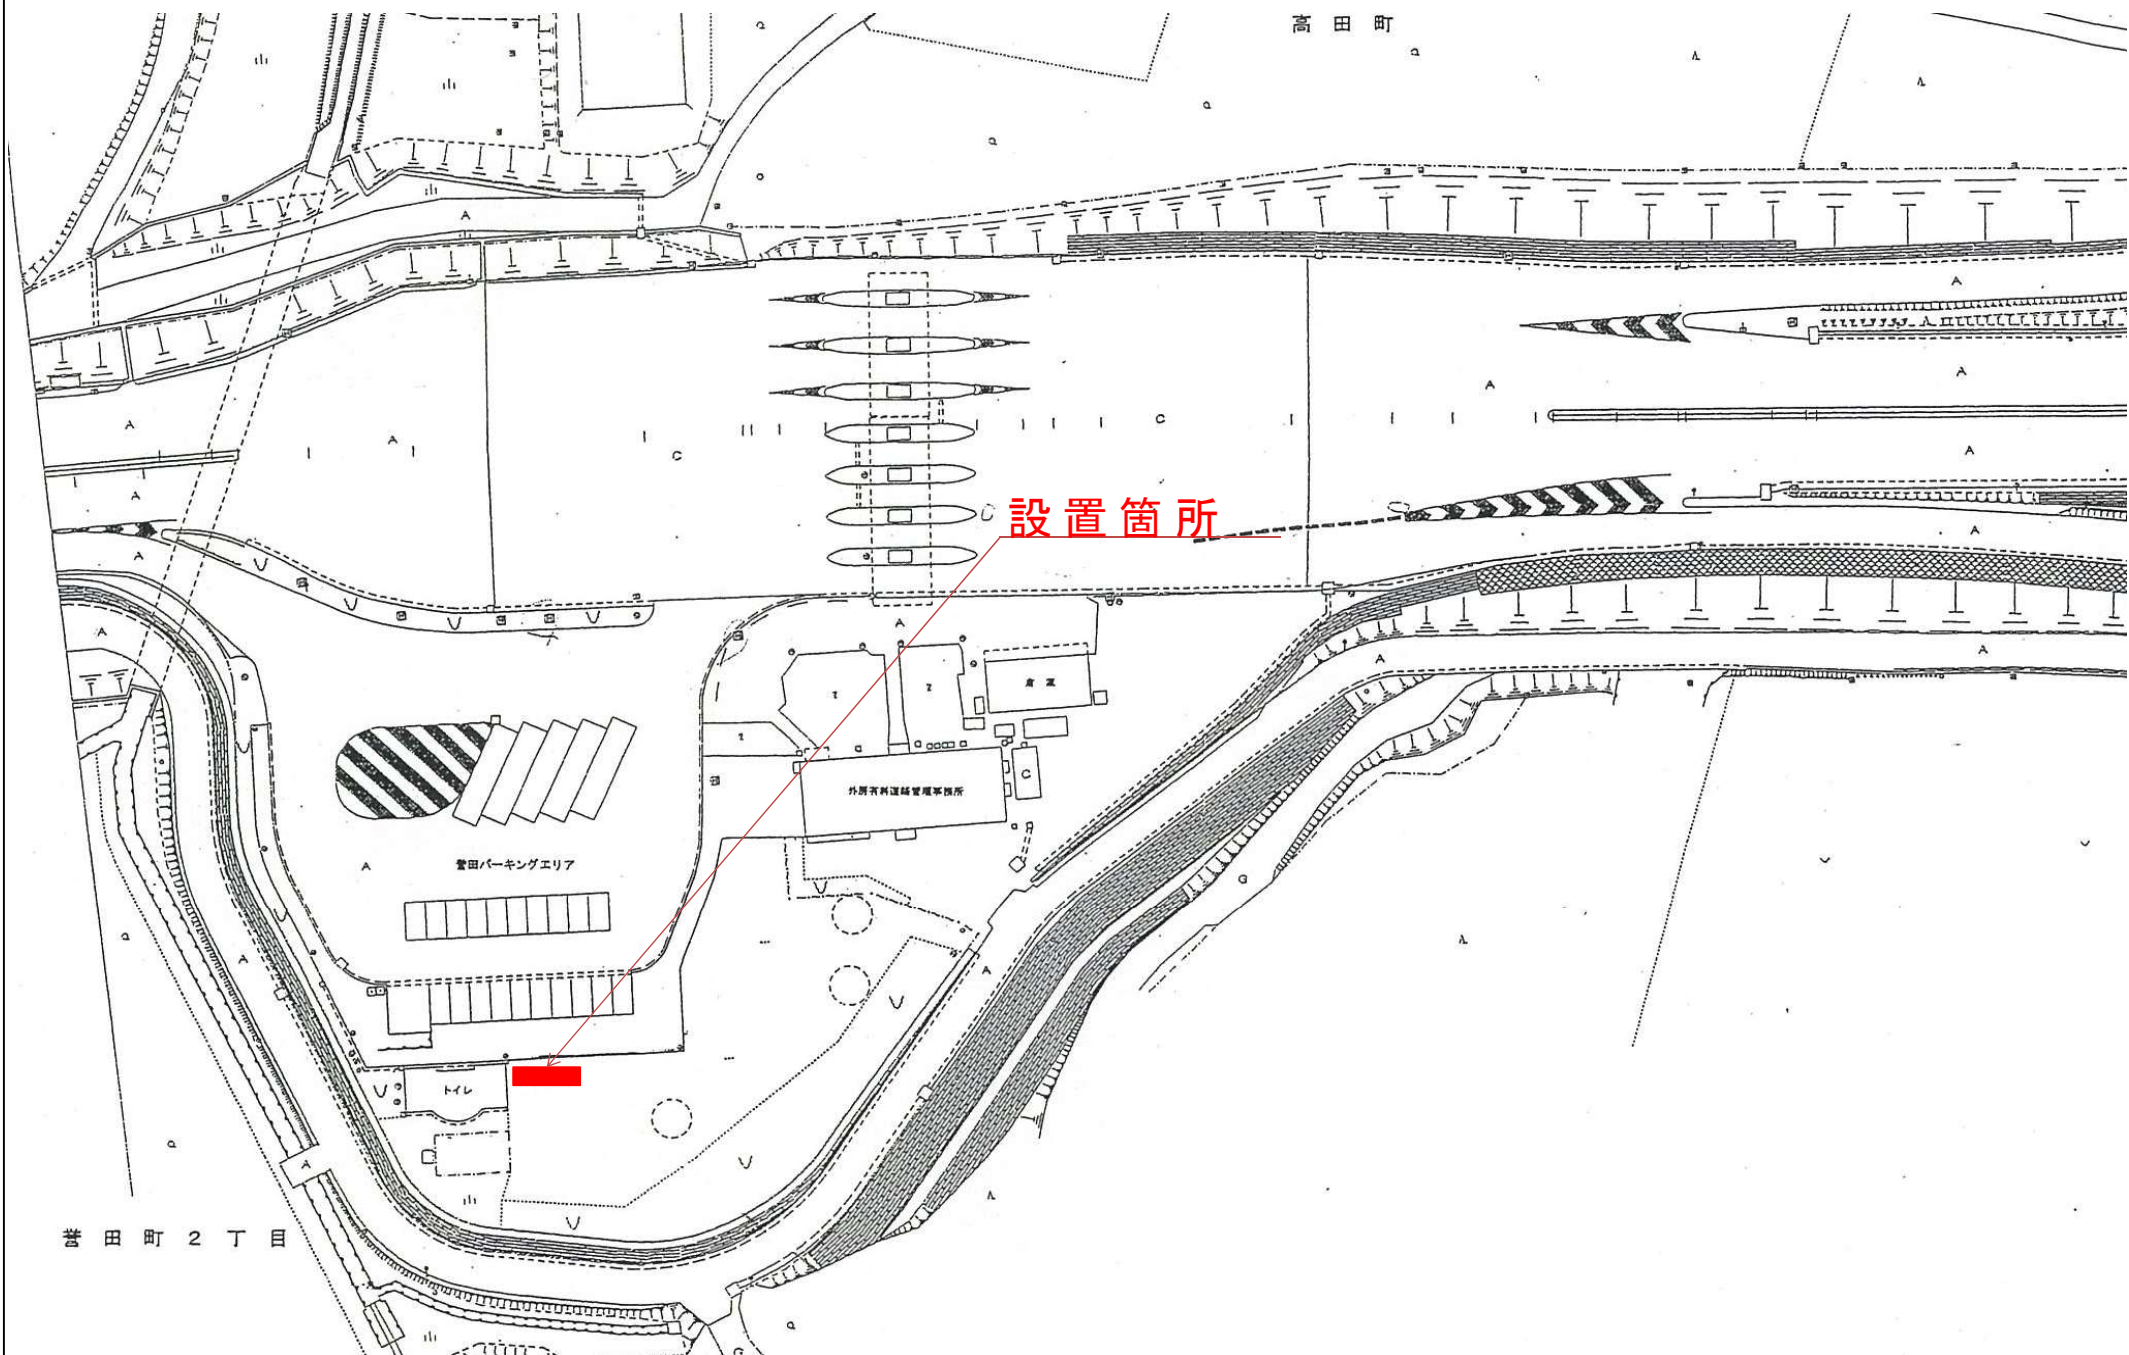 高田町
設置箇所
倉庫
外房有料道路管理事務所
誉田パーキングエリア
トイレ
誉田町2丁目